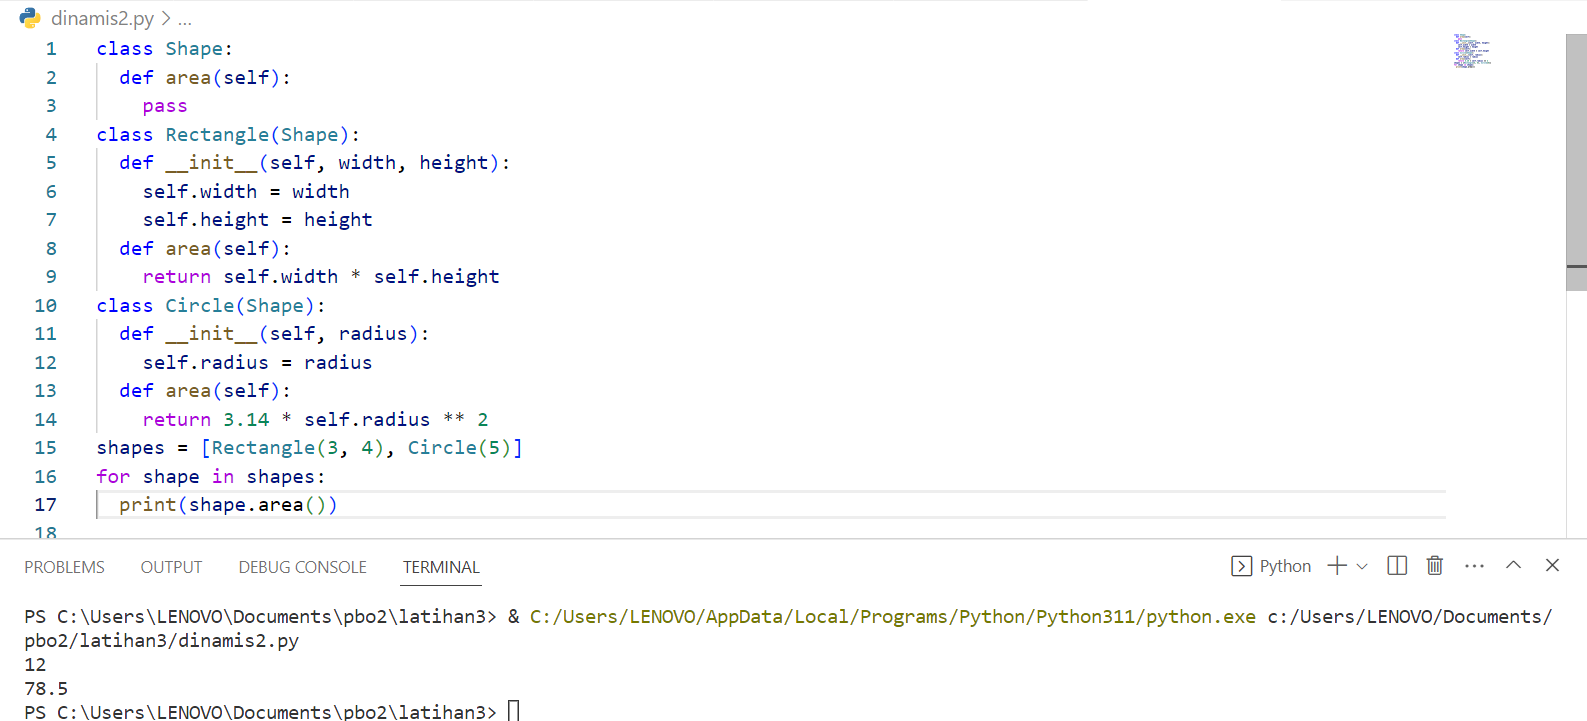 dinamis2.py > ...
1 class Shape:
2 def area(self):
3 pass
4 class Rectangle(Shape):
5 def __init__(self, width, height):
6 self.width = width
7 self.height = height
8 def area(self):
9 return self.width * self.height
10 class Circle(Shape):
11 def __init__(self, radius):
12 self.radius = radius
13 def area(self):
14 return 3.14 * self.radius ** 2
15 shapes = [Rectangle(3, 4), Circle(5)]
16 for shape in shapes:
17 print(shape.area())
18
PROBLEMS OUTPUT DEBUG CONSOLE TERMINAL Python
PS C:\Users\LENOVO\Documents\pbo2\latihan3> & C:/Users/LENOVO/AppData/Local/Programs/Python/Python311/python.exe c:/Users/LENOVO/Documents/
pbo2/latihan3/dinamis2.py
12
78.5
PS C:\Users\LENOVO\Documents\pbo2\latihan3>